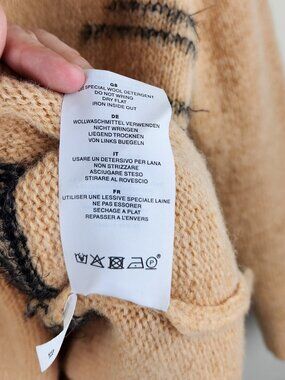 GB
SPECIAL WOOL DETERGENT
DO NOT WRING
DRY FLAT
IRON INSIDE OUT
DE
WOLLWASCHMITTEL VERWENDEN
NICHT WRINGEN
LIEGEND TROCKNEN
VON LINKS BUEGELN
IT
USARE UN DETERSIVO PER LANA
NON STRIZZARE
ASCIUGARE STESO
STIRARE AL ROVESCIO
FR
UTILISER UNE LESSIVE SPECIALE LAINE
NE PAS ESSORER
SECHAGE A PLAT
REPASSER A L'ENVERS